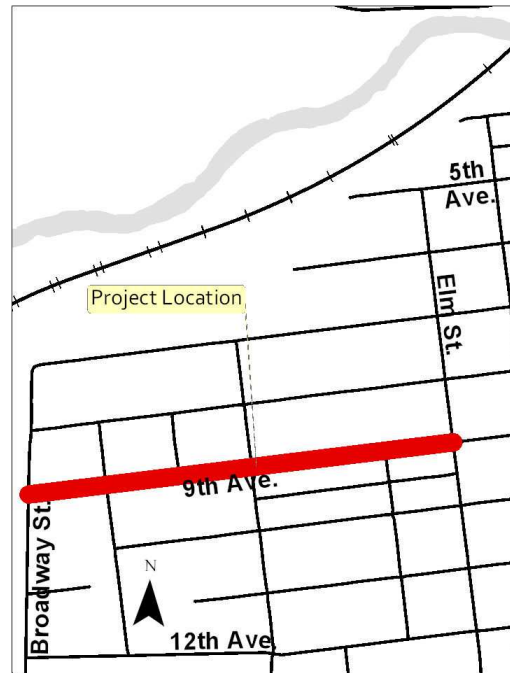 5th
Ave.
Elm St.
Project Location
9th Ave.
Broadway St.
N
12th Ave